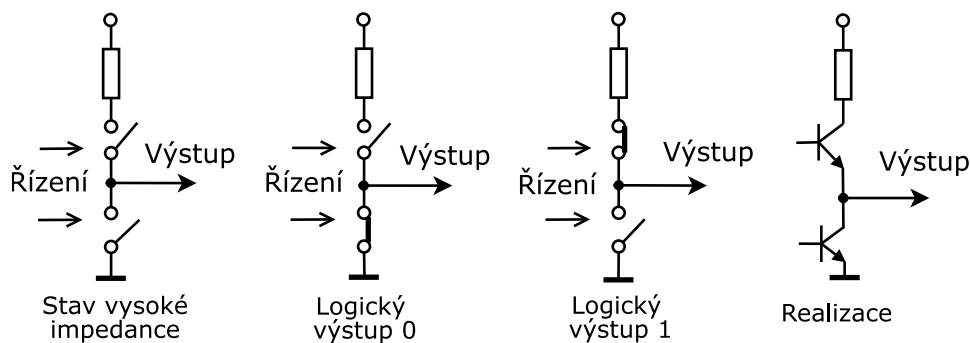 Výstup
Řízení
Stav vysoké
impedance
Výstup
Řízení
Logický
výstup 0
Výstup
Řízení
Logický
výstup 1
Výstup
Realizace